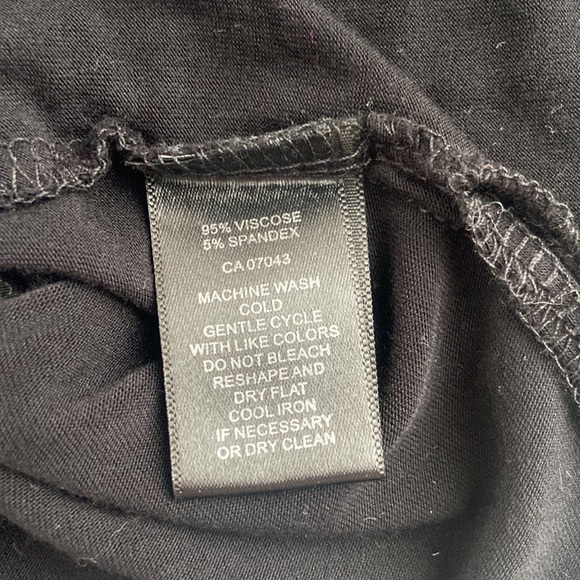 95% VISCOSE
5% SPANDEX
CA 07043
MACHINE WASH
COLD
GENTLE CYCLE
WITH LIKE COLORS
DO NOT BLEACH
RESHAPE AND
DRY FLAT
COOL IRON
IF NECESSARY
OR DRY CLEAN